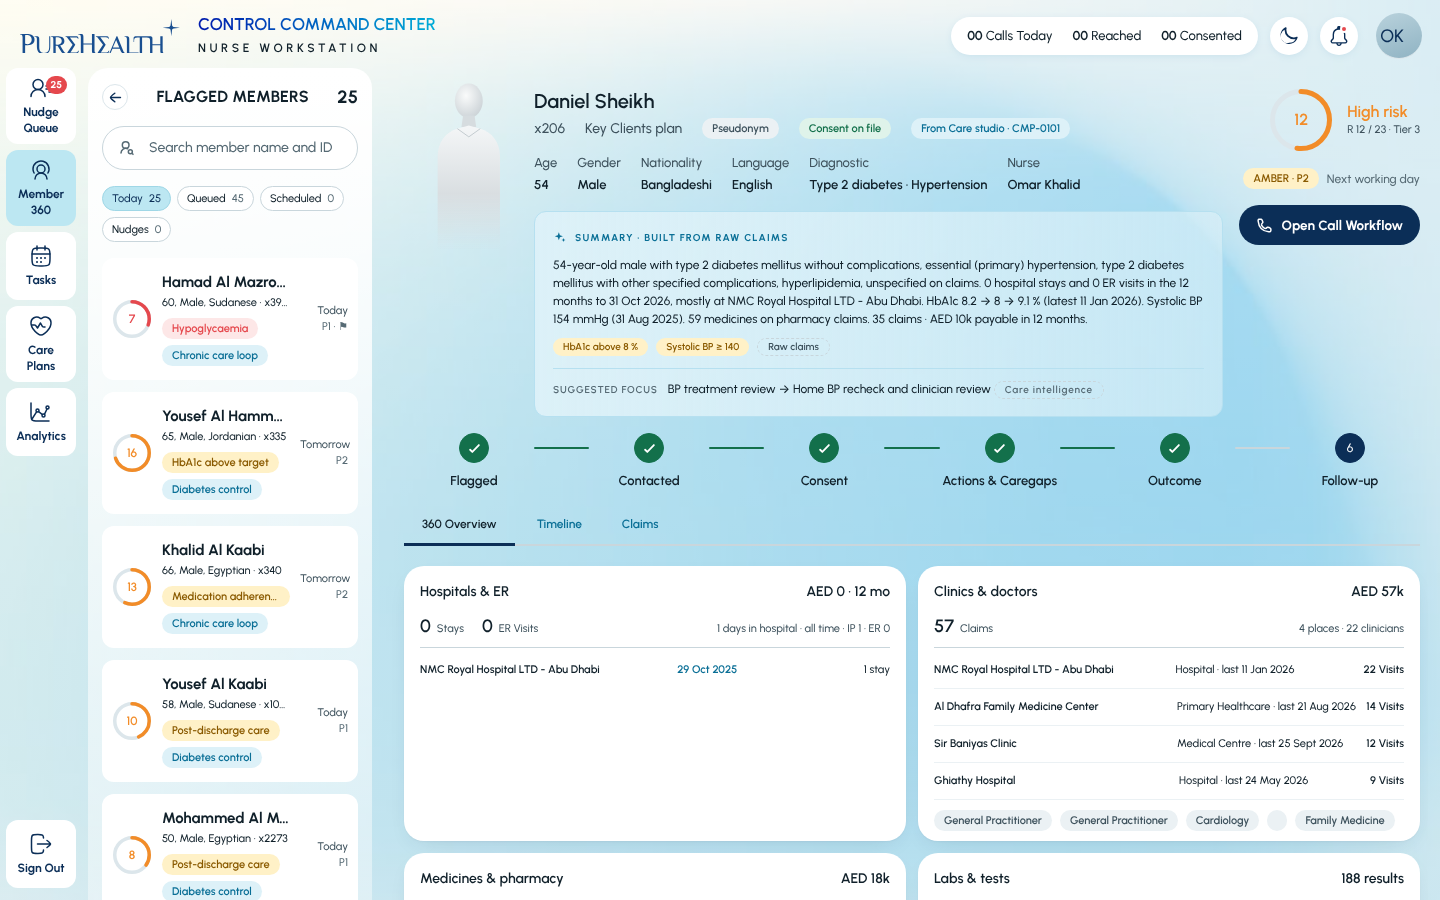 PUREHEALTH
CONTROL COMMAND CENTER
NURSE WORKSTATION
00 Calls Today 00 Reached 00 Consented
OK
25
Nudge
Queue
Member
360
Tasks
Care
Plans
Analytics
Sign Out
FLAGGED MEMBERS 25
Search member name and ID
Today 25 Queued 45 Scheduled 0
Nudges 0
Hamad Al Mazro...
60, Male, Sudanese · x39...
7
Hypoglycaemia
Chronic care loop
Today
P1 · ⚑
Yousef Al Hamm...
65, Male, Jordanian · x335
16
HbA1c above target
Diabetes control
Tomorrow
P2
Khalid Al Kaabi
66, Male, Egyptian · x340
13
Medication adheren...
Chronic care loop
Tomorrow
P2
Yousef Al Kaabi
58, Male, Sudanese · x10...
10
Post-discharge care
Diabetes control
Today
P1
Mohammed Al M...
50, Male, Egyptian · x2273
8
Post-discharge care
Diabetes control
Today
P1
Daniel Sheikh
x206 Key Clients plan Pseudonym Consent on file From Care studio · CMP-0101
Age Gender Nationality Language Diagnostic Nurse
54 Male Bangladeshi English Type 2 diabetes · Hypertension Omar Khalid
12
High risk
R 12 / 23 · Tier 3
AMBER · P2 Next working day
Open Call Workflow
SUMMARY · BUILT FROM RAW CLAIMS
54-year-old male with type 2 diabetes mellitus without complications, essential (primary) hypertension, type 2 diabetes
mellitus with other specified complications, hyperlipidemia, unspecified on claims. 0 hospital stays and 0 ER visits in the 12
months to 31 Oct 2026, mostly at NMC Royal Hospital LTD - Abu Dhabi. HbA1c 8.2 → 8 → 9.1 % (latest 11 Jan 2026). Systolic BP
154 mmHg (31 Aug 2025). 59 medicines on pharmacy claims. 35 claims · AED 10k payable in 12 months.
HbA1c above 8 % Systolic BP ≥ 140 Raw claims
SUGGESTED FOCUS BP treatment review → Home BP recheck and clinician review Care intelligence
6
Flagged Contacted Consent Actions & Caregaps Outcome Follow-up
360 Overview Timeline Claims
Hospitals & ER AED 0 · 12 mo
0 Stays 0 ER Visits 1 days in hospital · all time · IP 1 · ER 0
NMC Royal Hospital LTD - Abu Dhabi 29 Oct 2025 1 stay
Clinics & doctors AED 57k
57 Claims 4 places · 22 clinicians
NMC Royal Hospital LTD - Abu Dhabi Hospital · last 11 Jan 2026 22 Visits
Al Dhafra Family Medicine Center Primary Healthcare · last 21 Aug 2026 14 Visits
Sir Baniyas Clinic Medical Centre · last 25 Sept 2026 12 Visits
Ghiathy Hospital Hospital · last 24 May 2026 9 Visits
General Practitioner General Practitioner Cardiology Family Medicine
Medicines & pharmacy AED 18k
Labs & tests 188 results